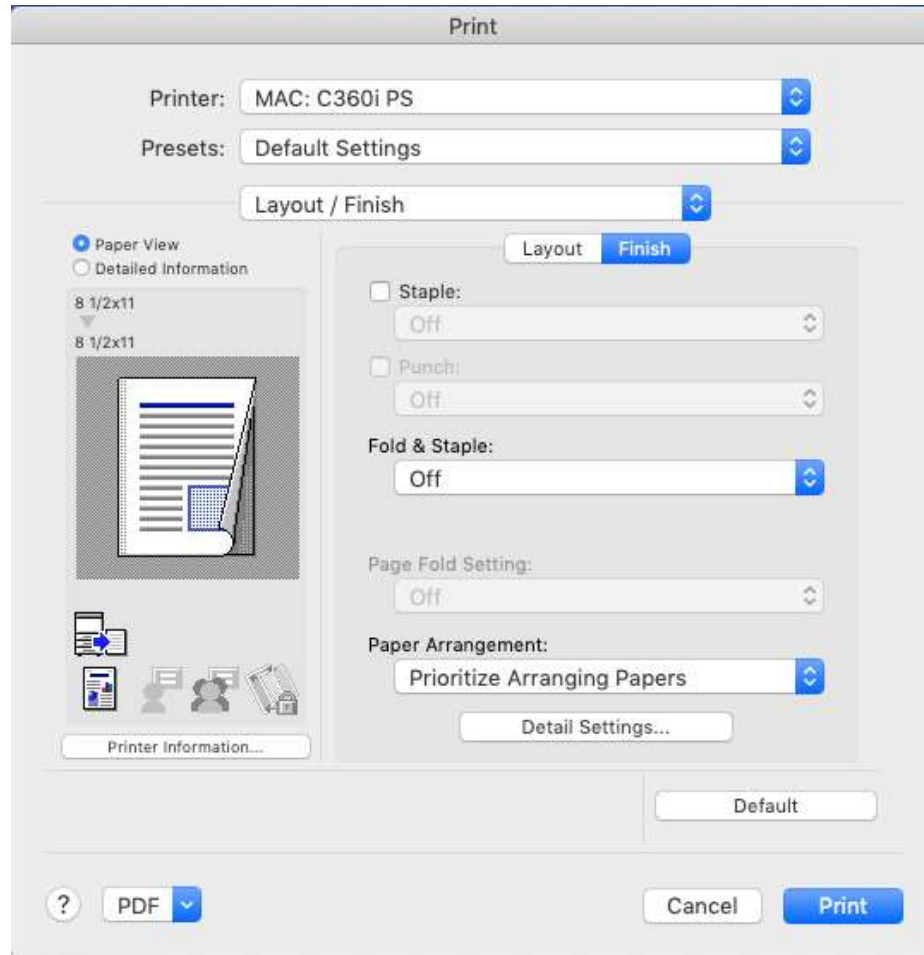 Print
Printer: MAC: C360i PS
Presets: Default Settings
Layout / Finish
Paper View
Detailed Information
8 1/2x11
8 1/2x11
Printer Information...
Layout Finish
Staple:
Off
Punch:
Off
Fold & Staple:
Off
Page Fold Setting:
Off
Paper Arrangement:
Prioritize Arranging Papers
Detail Settings...
Default
? PDF Cancel Print